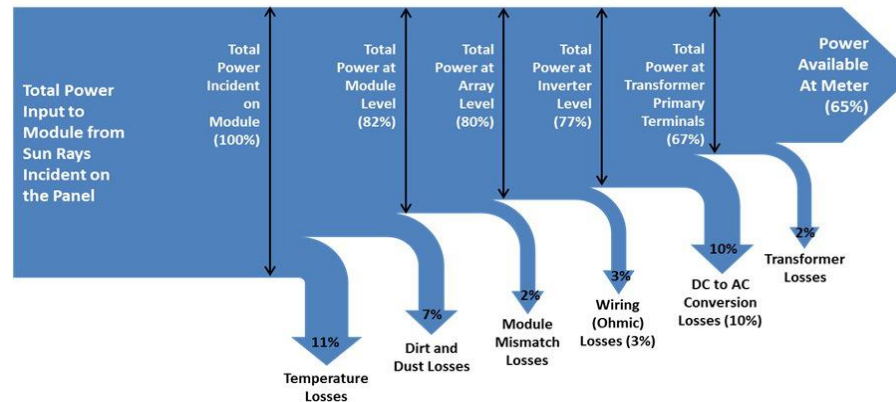 Total Power
Input to
Module from
Sun Rays
Incident on
the Panel
Total
Power
Incident
on
Module
(100%)
Total
Power at
Module
Level
(82%)
Total
Power at
Array
Level
(80%)
Total
Power at
Inverter
Level
(77%)
Total
Power at
Transformer
Primary
Terminals
(67%)
Power
Available
At Meter
(65%)
11%
Temperature
Losses
7%
Dirt and
Dust Losses
2%
Module
Mismatch
Losses
3%
Wiring
(Ohmic)
Losses (3%)
10%
DC to AC
Conversion
Losses (10%)
2%
Transformer
Losses